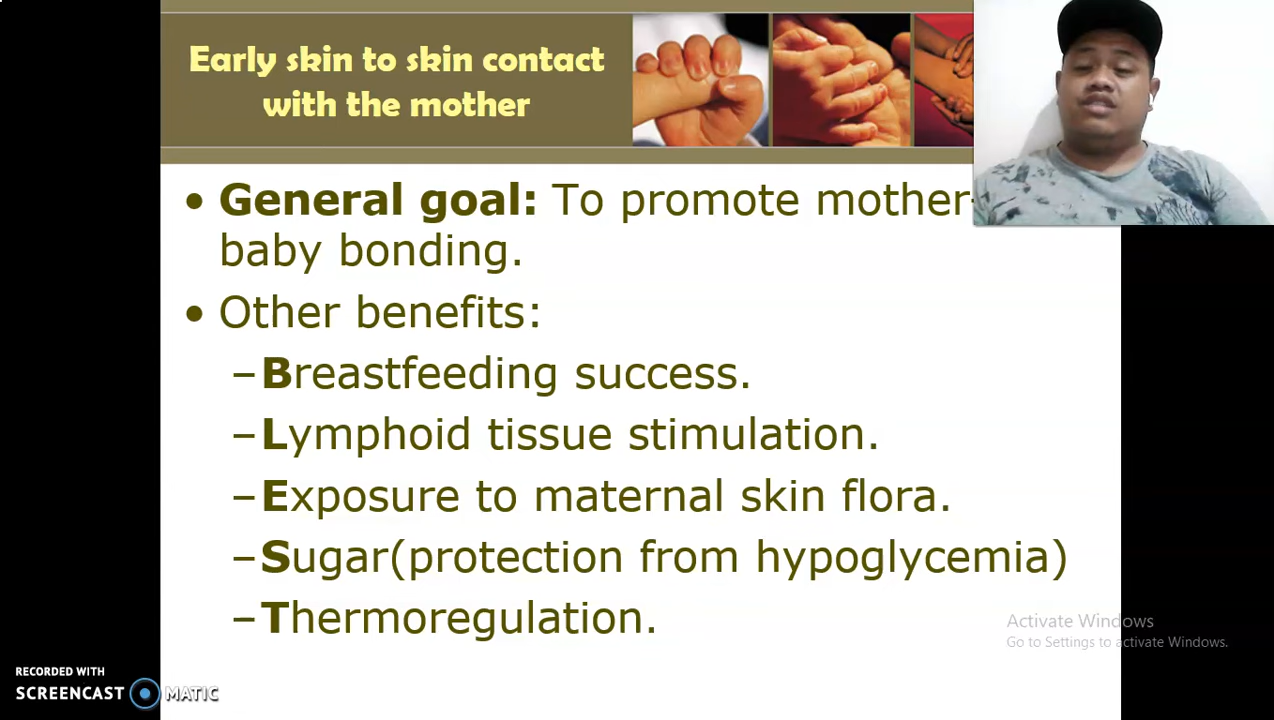 Early skin to skin contact
with the mother
• General goal: To promote mother-
baby bonding.
• Other benefits:
–Breastfeeding success.
–Lymphoid tissue stimulation.
–Exposure to maternal skin flora.
–Sugar(protection from hypoglycemia)
–Thermoregulation.
Activate Windows
Go to Settings to activate Windows.
RECORDED WITH
SCREENCAST MATIC